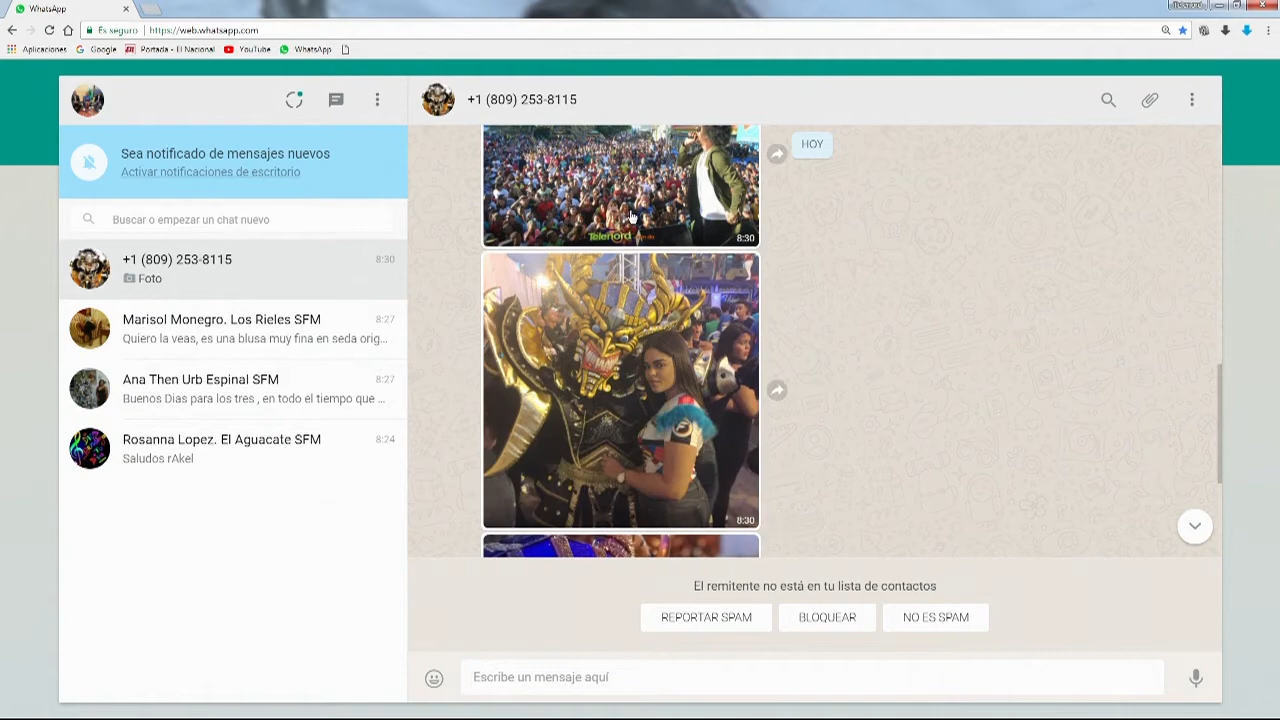 WhatsApp
Telenord
Es seguro
https://web.whatsapp.com
Aplicaciones
Google
Portada - El Nacional
YouTube
WhatsApp
+1 (809) 253-8115
Sea notificado de mensajes nuevos
Activar notificaciones de escritorio
Buscar o empezar un chat nuevo
+1 (809) 253-8115
8:30
Foto
Marisol Monegro. Los Rieles SFM
8:27
Quiero la veas, es una blusa muy fina en seda orig...
Ana Then Urb Espinal SFM
8:27
Buenos Dias para los tres , en todo el tiempo que ...
Rosanna Lopez. El Aguacate SFM
8:24
Saludos rAkel
HOY
Telenord
8:30
8:30
El remitente no está en tu lista de contactos
REPORTAR SPAM
BLOQUEAR
NO ES SPAM
Escribe un mensaje aquí